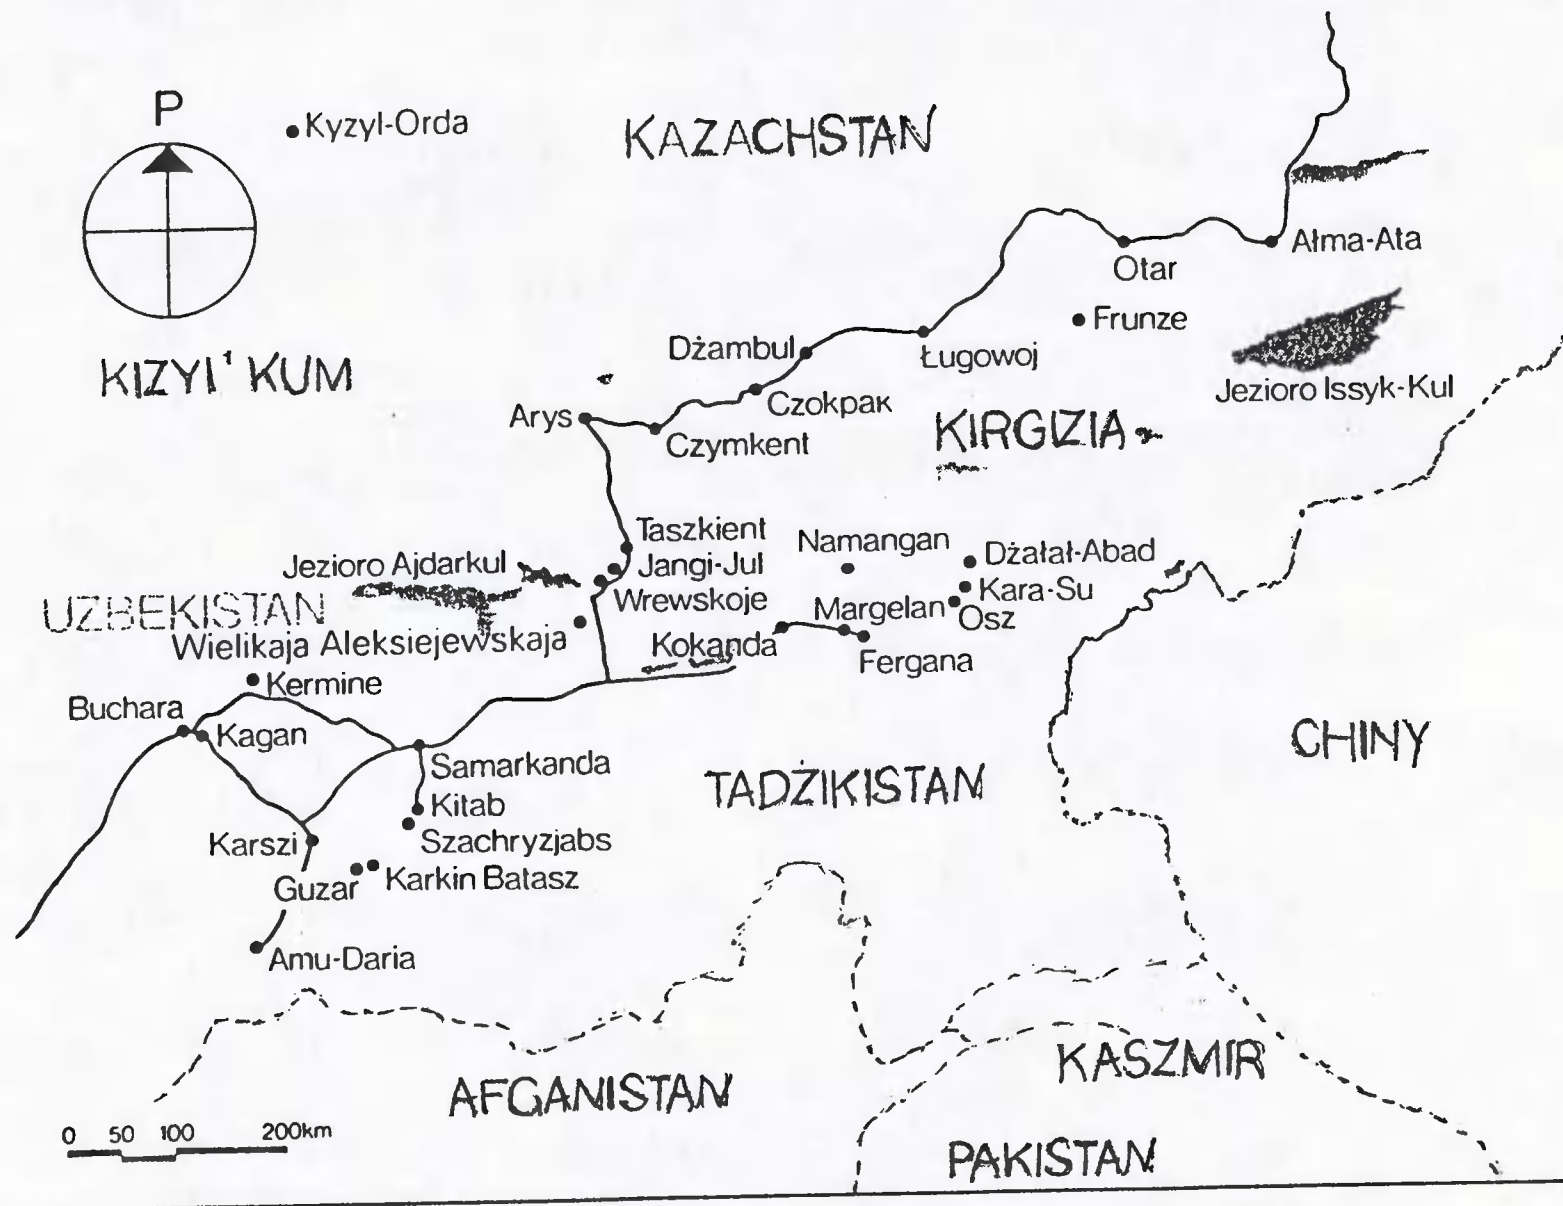 P
Kyzyl-Orda
KAZACHSTAN
Ałma-Ata
Otar
Frunze
Dżambul
Ługowoj
KIZYl' KUM
Jezioro Issyk-Kul
Czokpaк
Arys
KIRGIZIA
Czymkent
Taszkient
Namangan
Dżałał-Abad
Jezioro Ajdarkul
Jangi-Jul
Kara-Su
Wrewskoje
UZBEKISTAN
Margelan
Osz
Wielikaja Aleksiejewskaja
Kokanda
Fergana
Kermine
Buchara
Kagan
CHINY
Samarkanda
TADŻIKISTAN
Kitab
Karszi
Szachryzjabs
Guzar
Karkin Batasz
Amu-Daria
KASZMIR
AFGANISTAN
0 50 100 200km
PAKISTAN